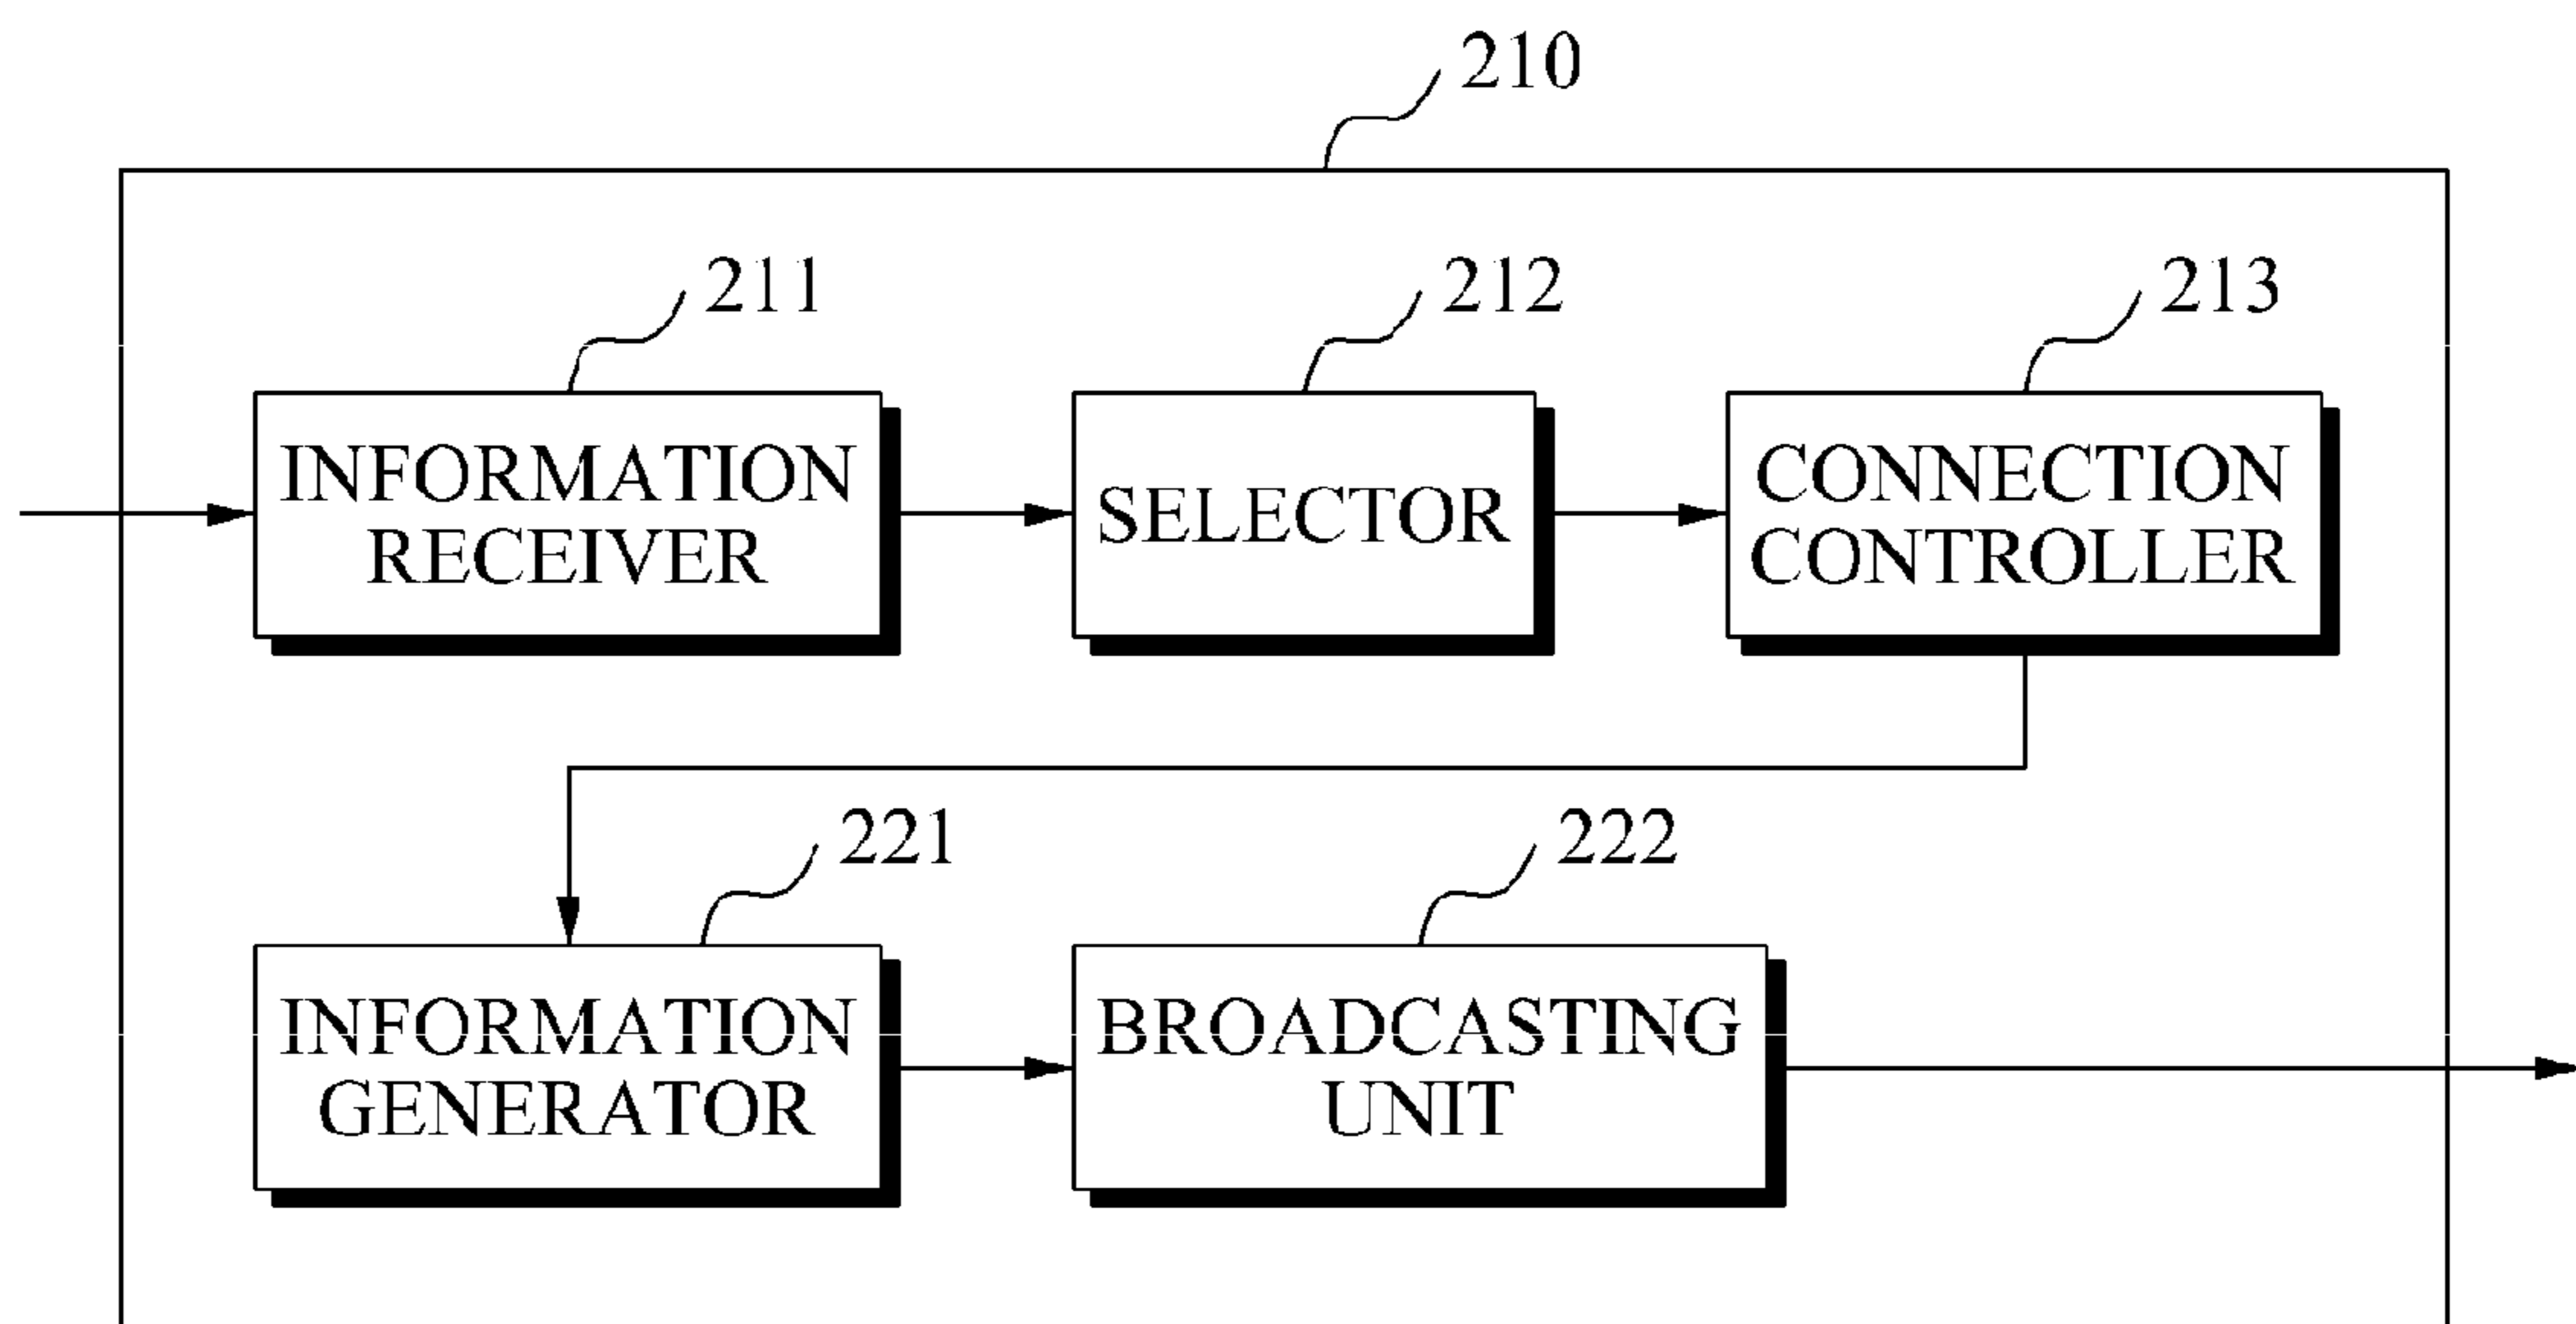 210
211
212
213
INFORMATION
RECEIVER
SELECTOR
CONNECTION
CONTROLLER
221
222
INFORMATION
GENERATOR
BROADCASTING
UNIT